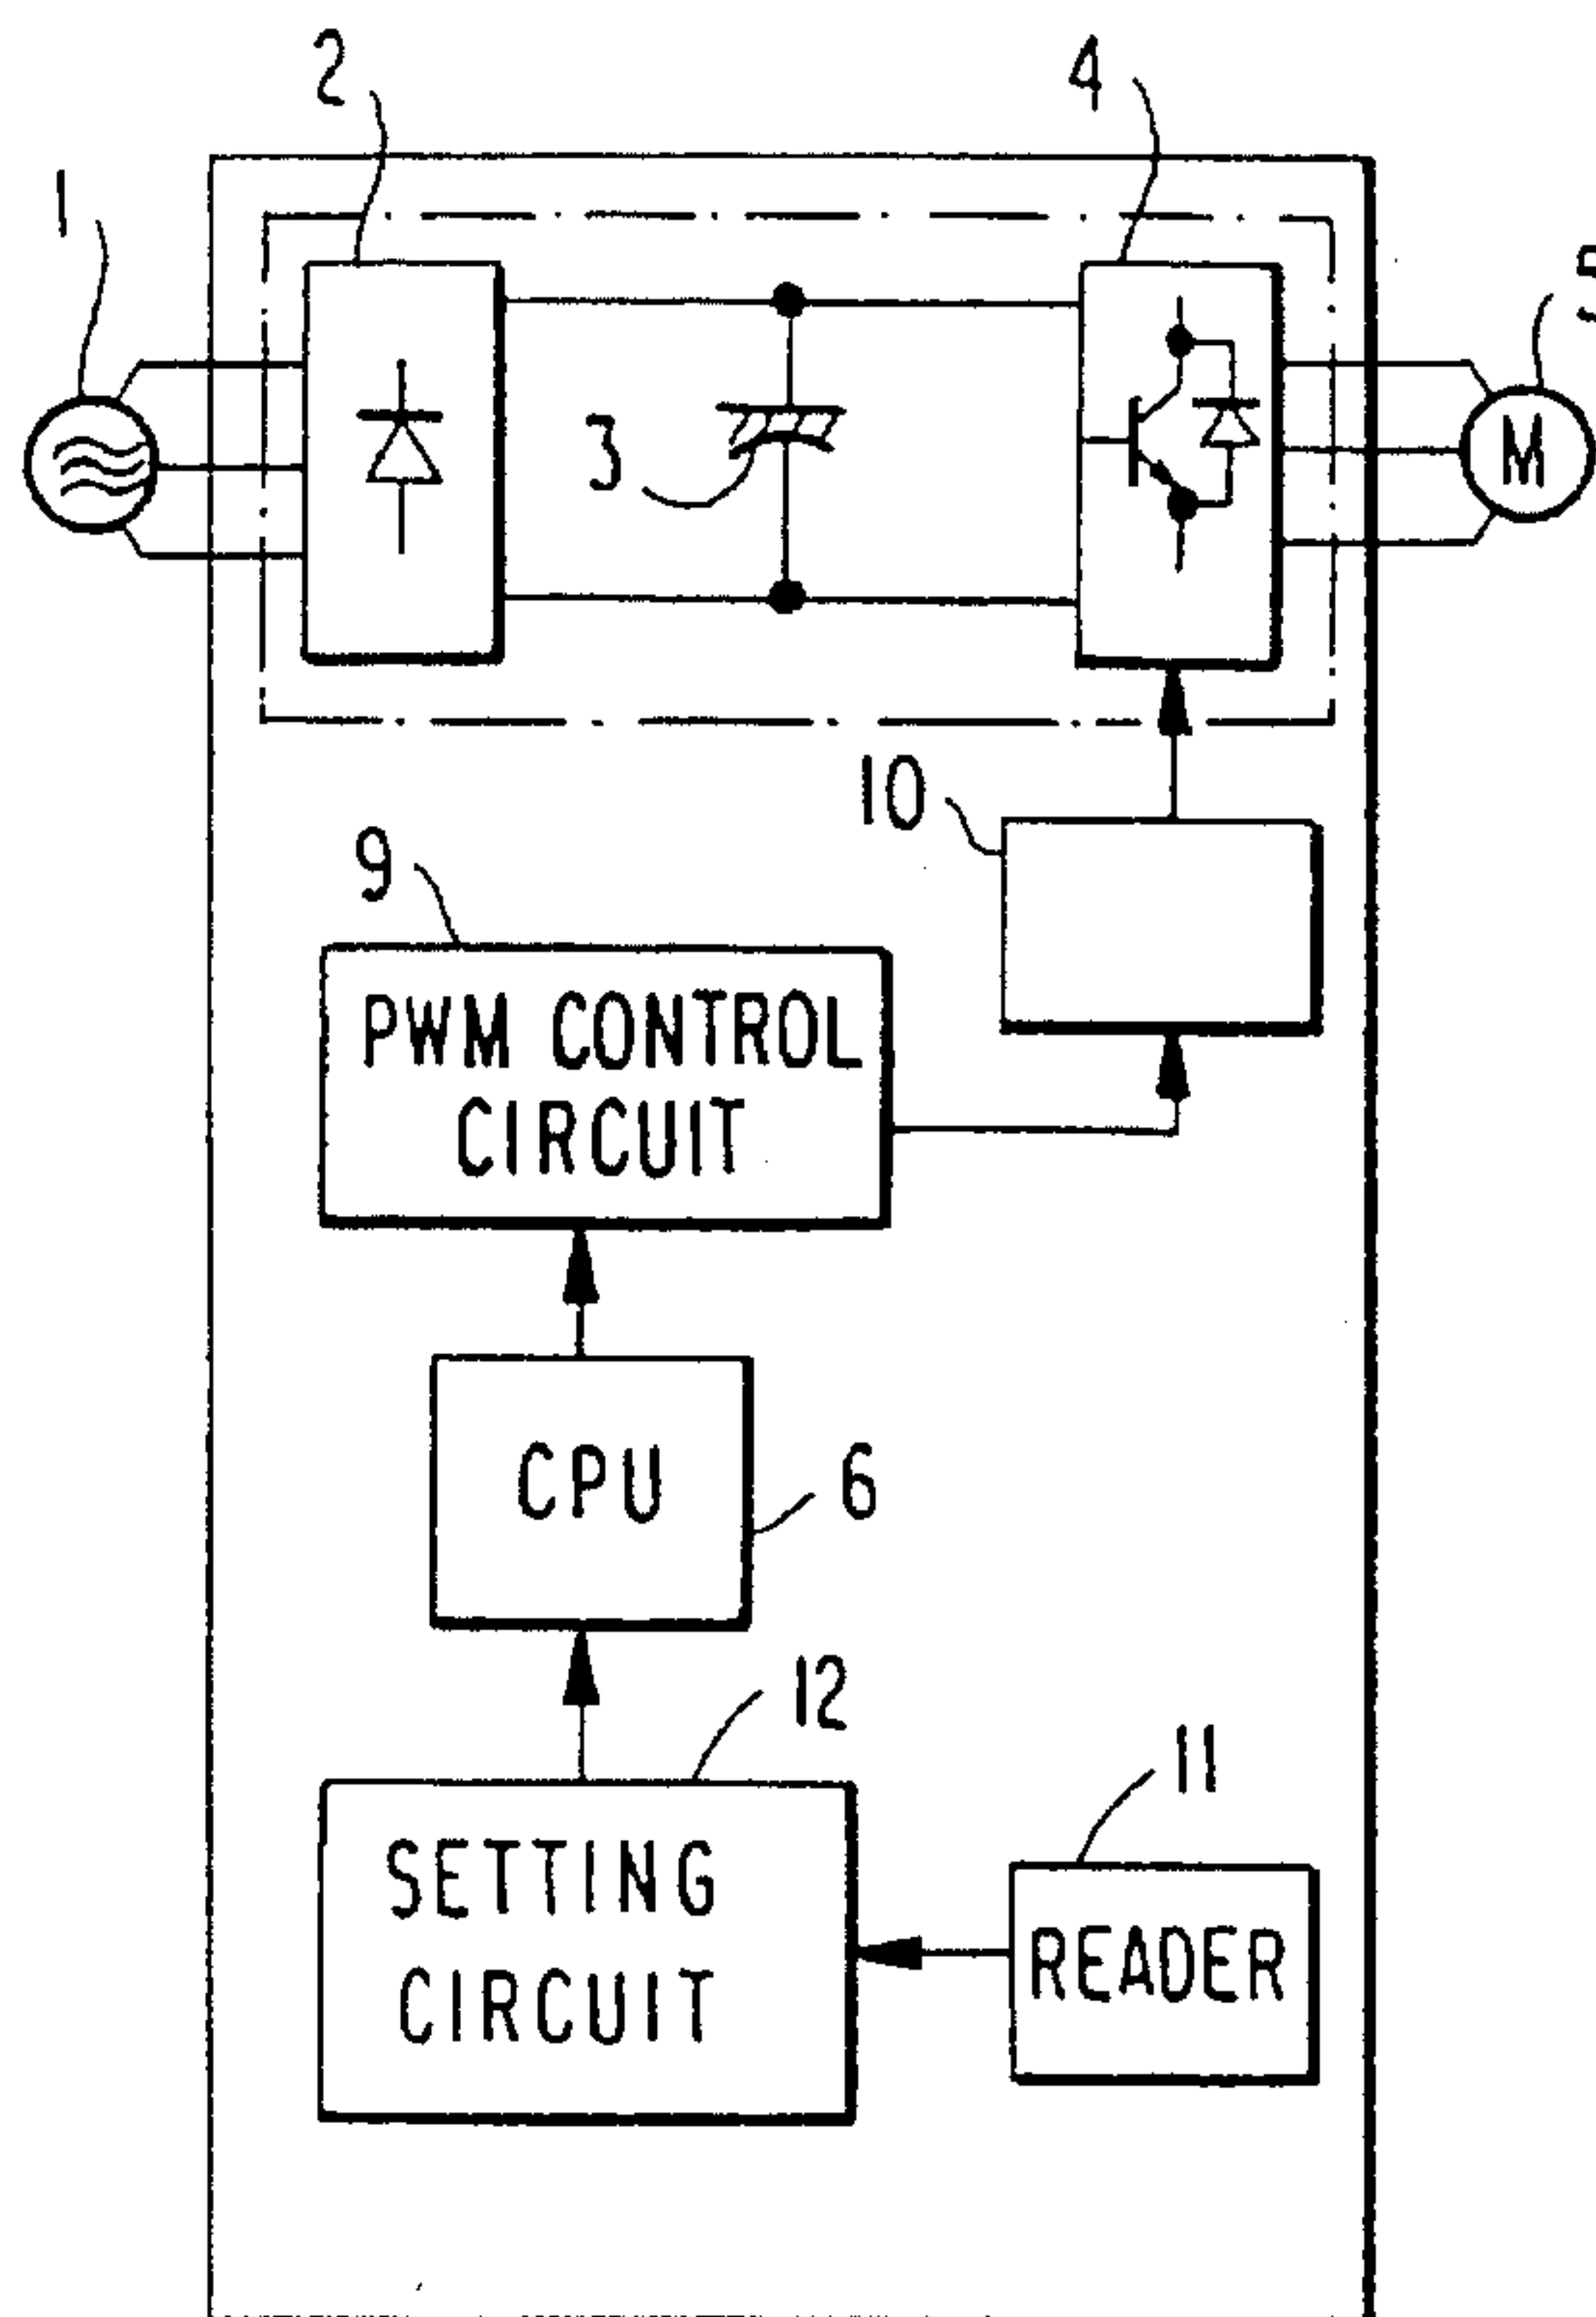 2
4
1
5
3
M
10
9
PWM CONTROL
CIRCUIT
CPU
6
12
11
SETTING
CIRCUIT
READER